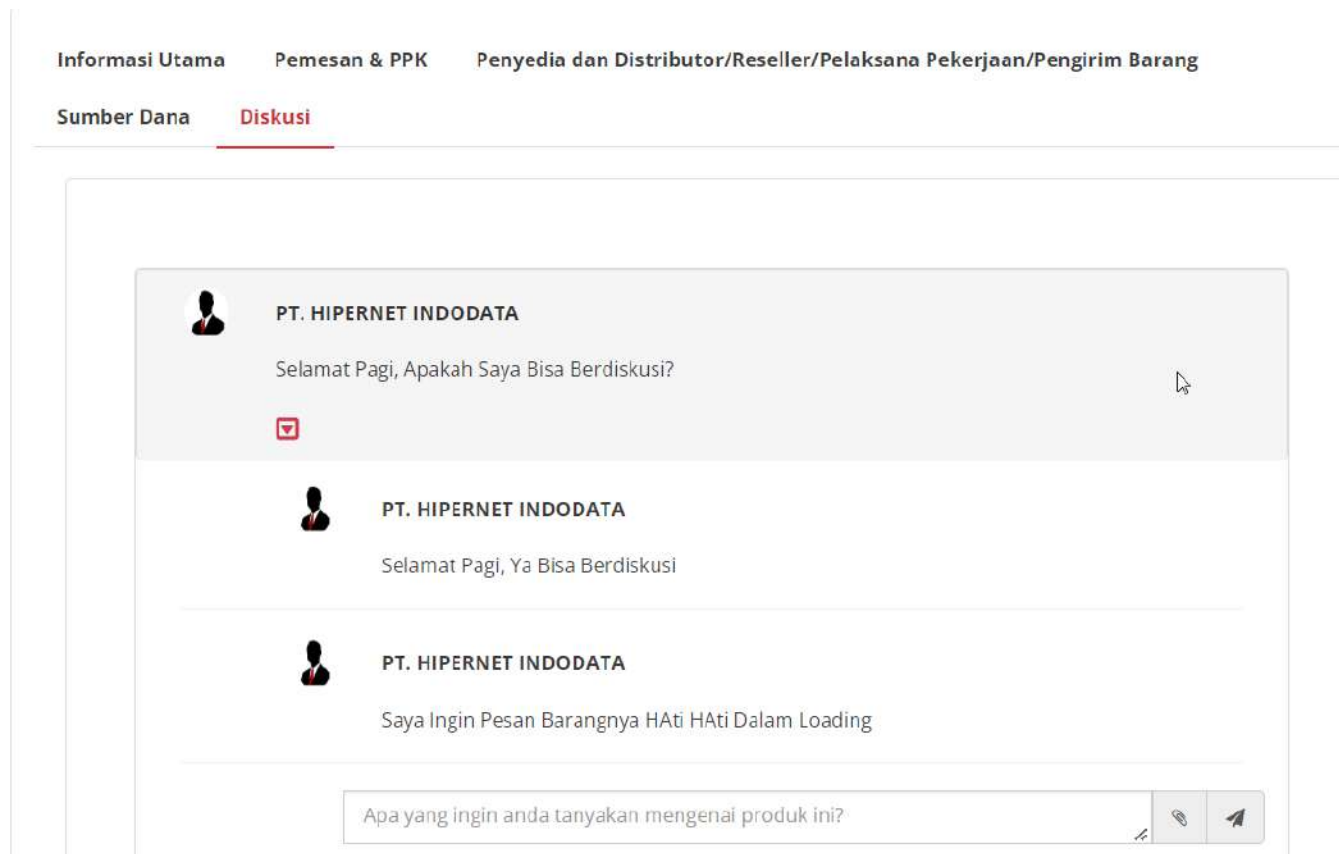 Informasi Utama Pemesan & PPK Penyedia dan Distributor/Reseller/Pelaksana Pekerjaan/Pengirim Barang
Sumber Dana Diskusi
PT. HIPERNET INDODATA
Selamat Pagi, Apakah Saya Bisa Berdiskusi?
PT. HIPERNET INDODATA
Selamat Pagi, Ya Bisa Berdiskusi
PT. HIPERNET INDODATA
Saya Ingin Pesan Barangnya HAti HAti Dalam Loading
Apa yang ingin anda tanyakan mengenai produk ini?